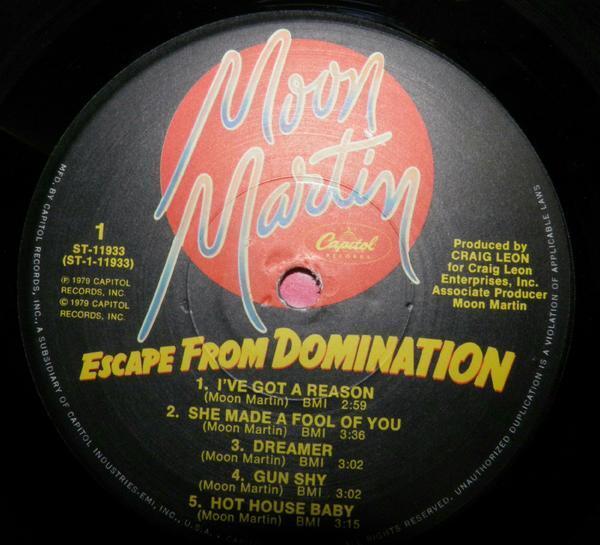 Moon
Martin
Capitol
RECORDS
1
ST-11933
(ST-1-11933)
℗ 1979 CAPITOL
RECORDS, INC.
© 1979 CAPITOL
RECORDS, INC.
Produced by
CRAIG LEON
for Craig Leon
Enterprises, Inc.
Associate Producer
Moon Martin
ESCAPE FROM DOMINATION
1. I'VE GOT A REASON
(Moon Martin) BMI 2:59
2. SHE MADE A FOOL OF YOU
(Moon Martin) BMI 3:36
3. DREAMER
(Moon Martin) BMI 3:02
4. GUN SHY
(Moon Martin) BMI 3:02
5. HOT HOUSE BABY
(Moon Martin) BMI 3:15
MFD. BY CAPITOL RECORDS, INC., A SUBSIDIARY OF CAPITOL INDUSTRIES-EMI, INC., U.S.A.
RESERVED. UNAUTHORIZED DUPLICATION IS A VIOLATION OF APPLICABLE LAWS